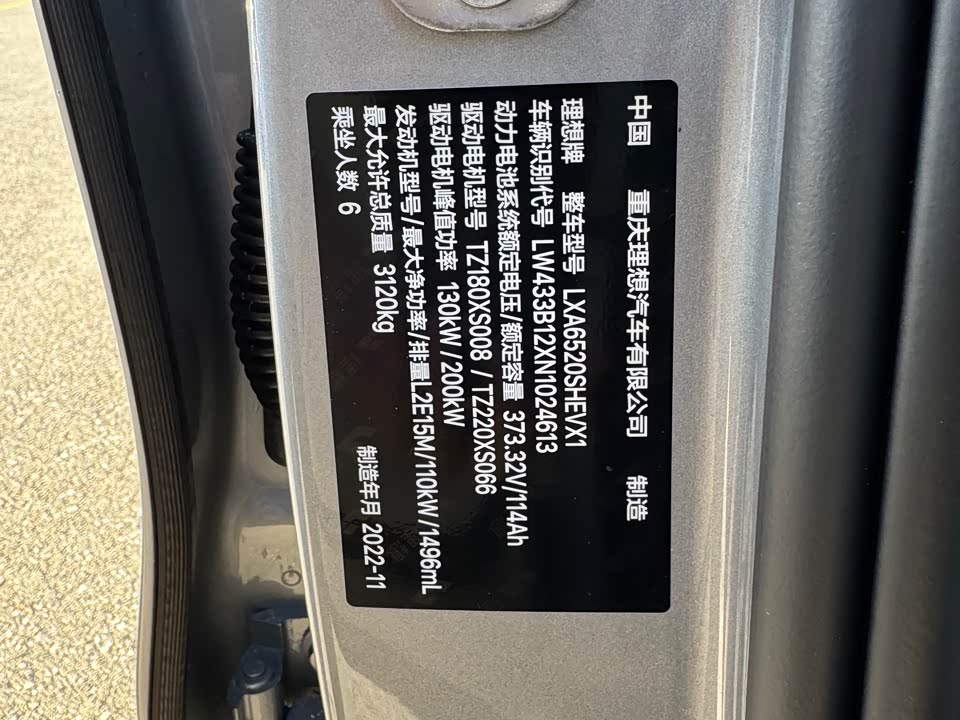 中国 重庆理想汽车有限公司 制造
理想牌 整车型号 LXA6520SHEVX1
车辆识别代号 LW433B12XN1024613
动力电池系统额定电压/额定容量 373.32V/114Ah
驱动电机型号 TZ180XS008 / TZ220XS066
驱动电机峰值功率 130kW / 200kW
发动机型号/最大净功率/排量L2E15M/110kW/1496mL
最大允许总质量 3120kg 制造年月 2022-11
乘坐人数 6